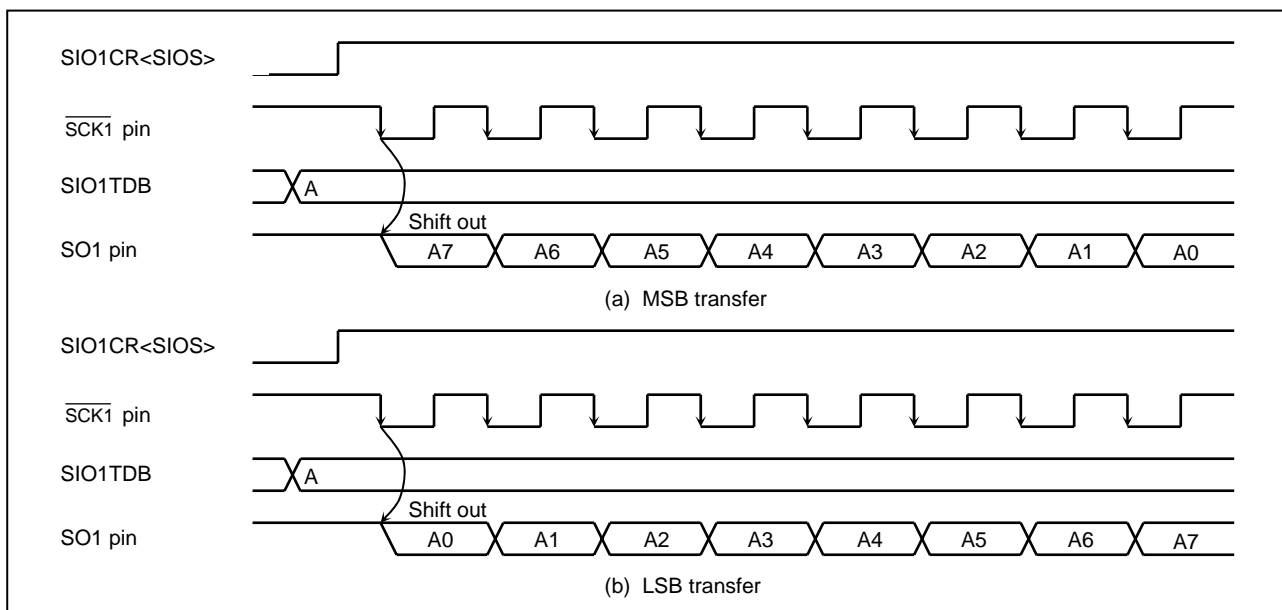 SIO1CR<SIOS>
SCK1 pin
SIO1TDB A
Shift out
SO1 pin A7 A6 A5 A4 A3 A2 A1 A0
(a) MSB transfer
SIO1CR<SIOS>
SCK1 pin
SIO1TDB A
Shift out
SO1 pin A0 A1 A2 A3 A4 A5 A6 A7
(b) LSB transfer